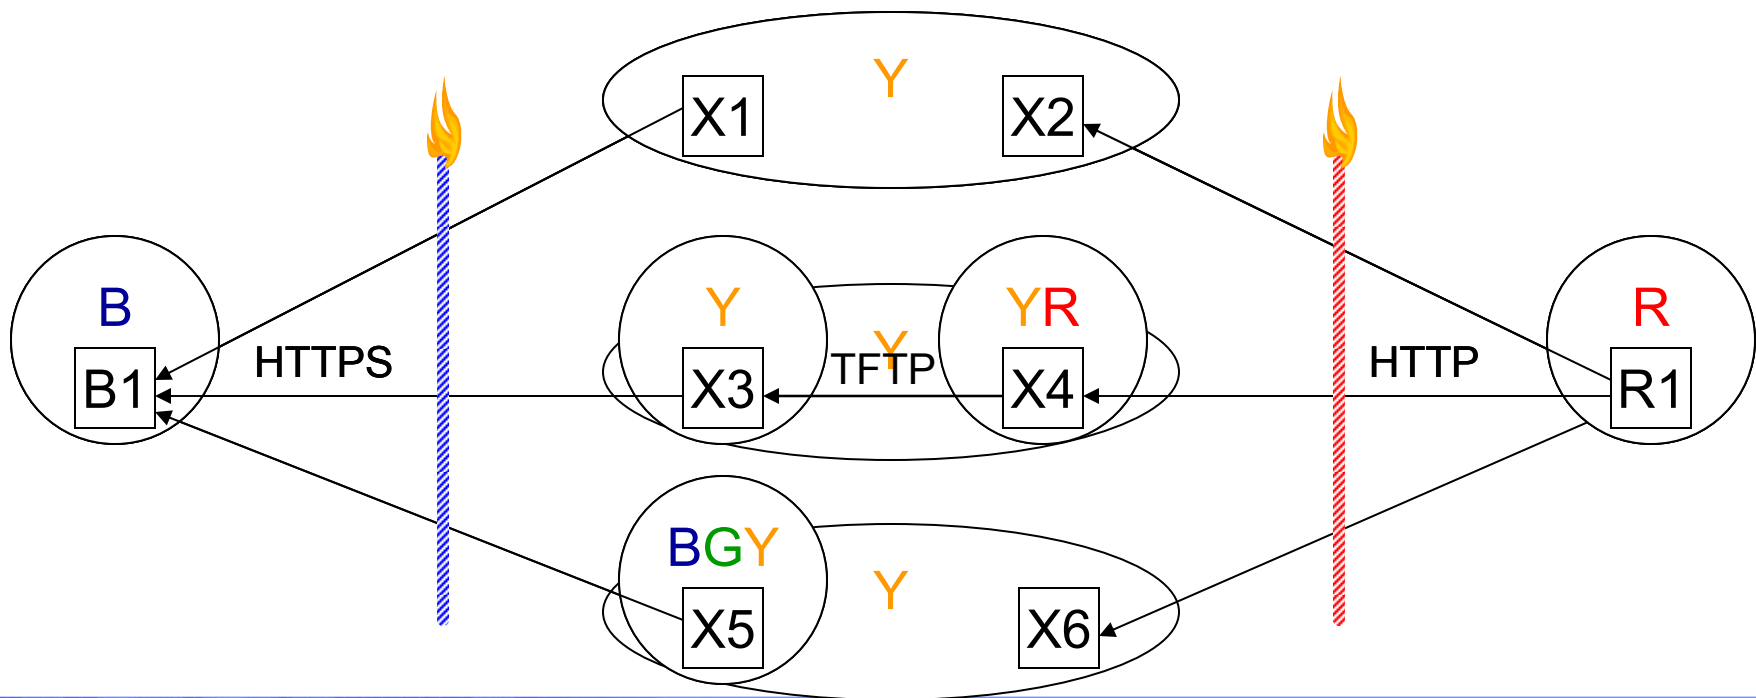 Y
X1 X2
B Y YR R
Y
HTTPS TFTP HTTP
B1 X3 X4 R1
BGY
Y
X5 X6